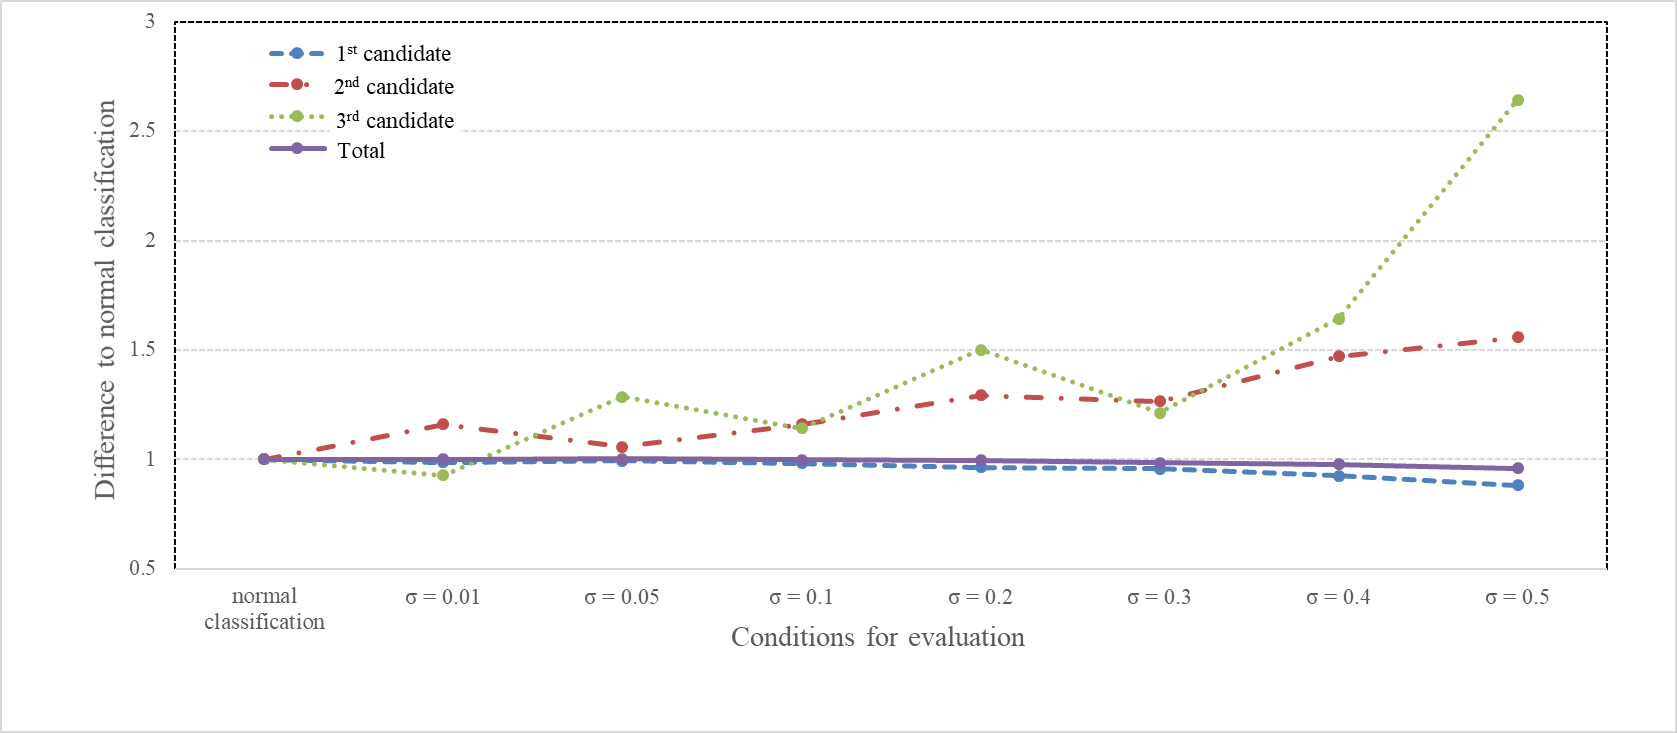 3
2.5
2
1.5
1
0.5
Difference to normal classification
1st candidate
2nd candidate
3rd candidate
Total
normal
classification
σ = 0.01
σ = 0.05
σ = 0.1
σ = 0.2
σ = 0.3
σ = 0.4
σ = 0.5
Conditions for evaluation